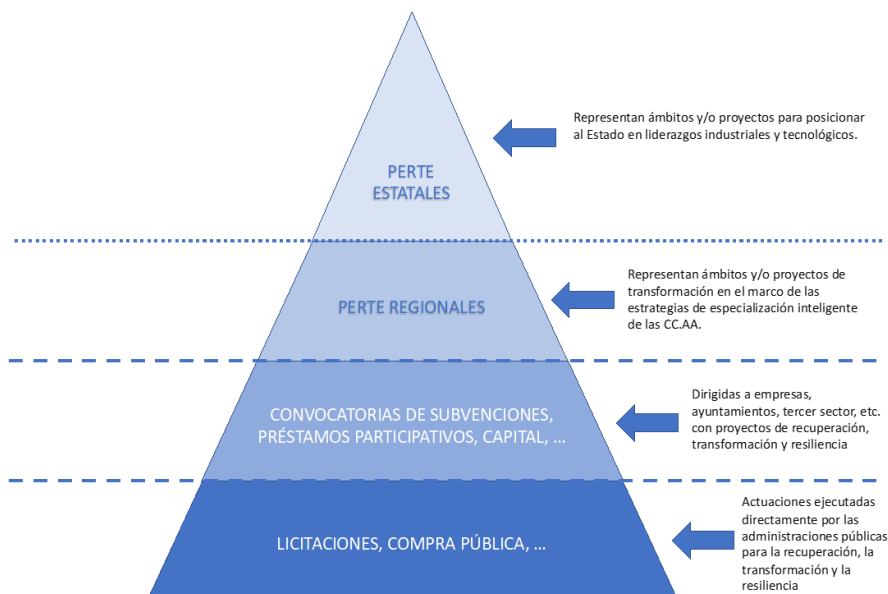 Representan ámbitos y/o proyectos para posicionar
al Estado en liderazgos industriales y tecnológicos.
PERTE
ESTATALES
Representan ámbitos y/o proyectos de
transformación en el marco de las
estrategias de especialización inteligente
de las CC.AA.
PERTE REGIONALES
Dirigidas a empresas,
ayuntamientos, tercer sector, etc.
con proyectos de recuperación,
transformación y resiliencia
CONVOCATORIAS DE SUBVENCIONES,
PRÉSTAMOS PARTICIPATIVOS, CAPITAL, ...
Actuaciones ejecutadas
directamente por las
administraciones públicas
para la recuperación, la
transformación y la
resiliencia
LICITACIONES, COMPRA PÚBLICA, ...